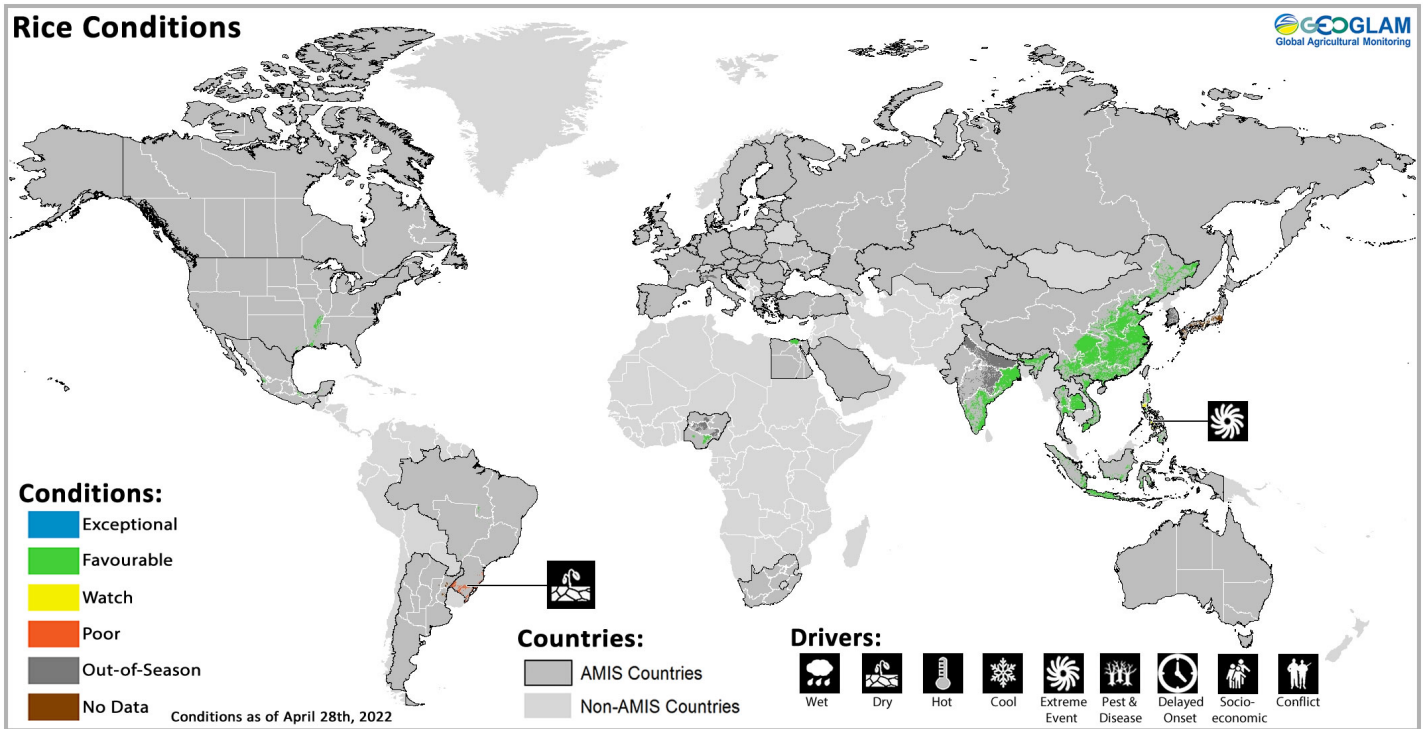 Rice Conditions
GEOGLAM
Global Agricultural Monitoring
Conditions:
Exceptional
Favourable
Watch
Poor
Out-of-Season
No Data
Conditions as of April 28th, 2022
Countries:
AMIS Countries
Non-AMIS Countries
Drivers:
Wet
Dry
Hot
Cool
Extreme
Event
Pest &
Disease
Delayed
Onset
Socio-
economic
Conflict